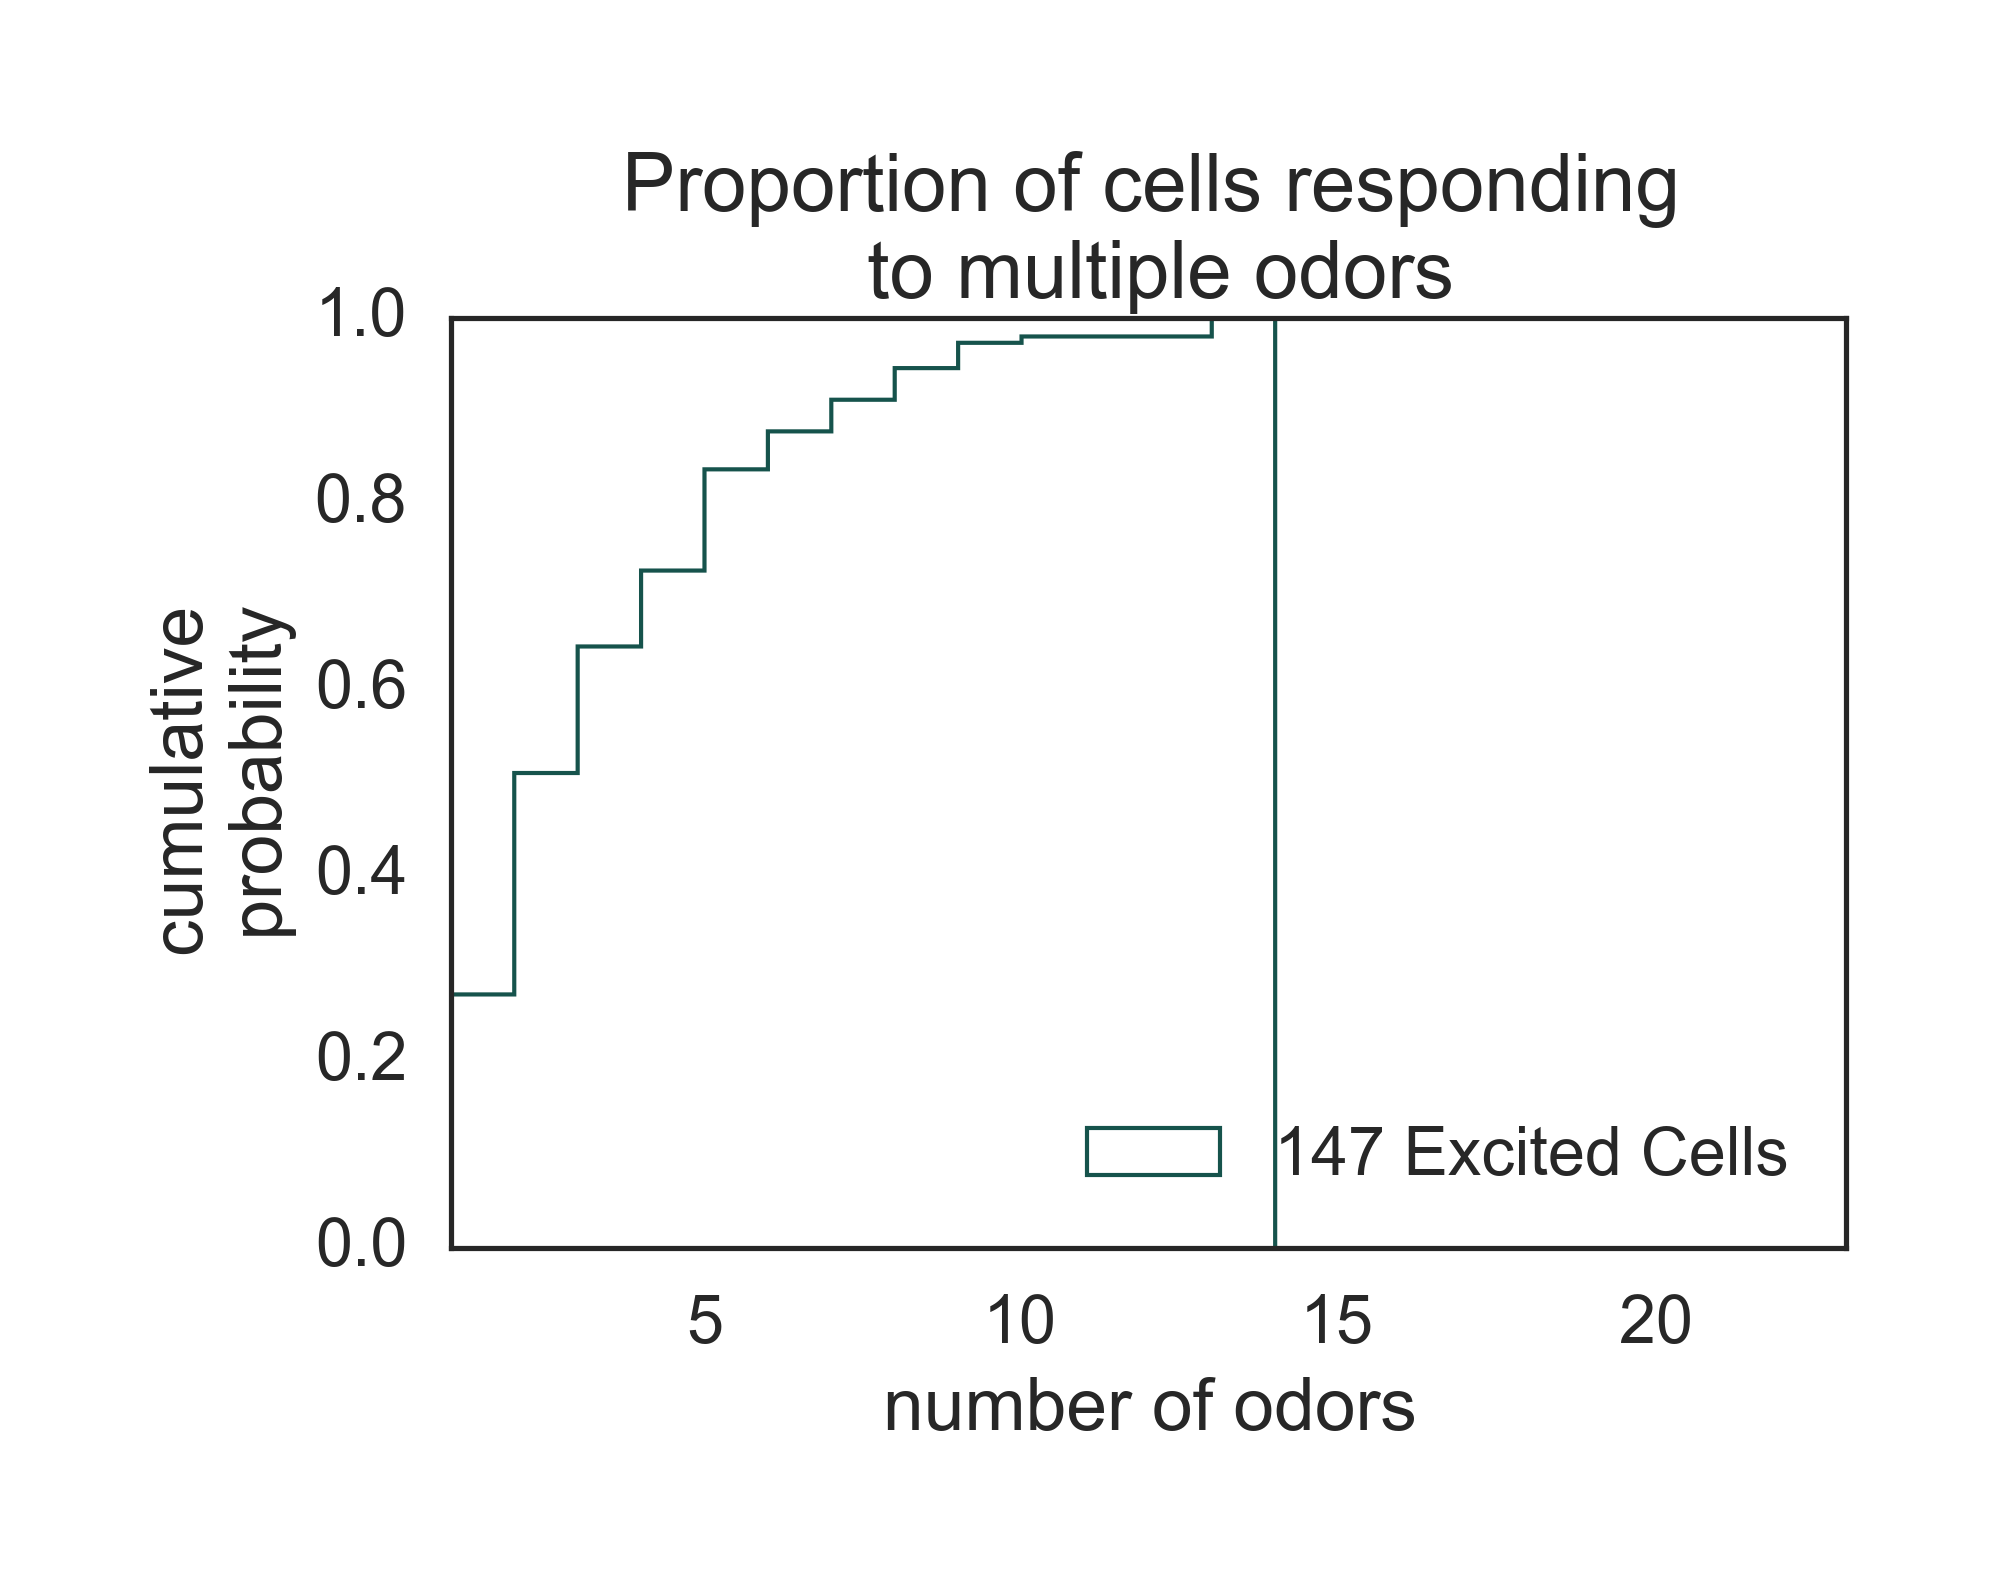 Proportion of cells responding
to multiple odors
1.0
0.8
0.6
0.4
0.2
0.0
cumulative
probability
147 Excited Cells
5 10 15 20
number of odors